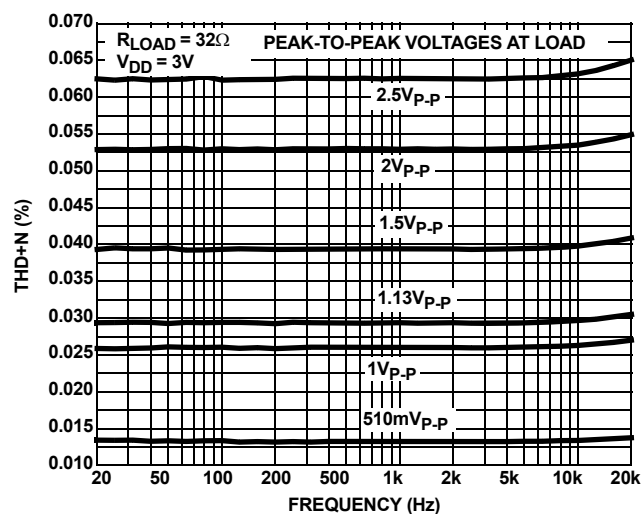 0.070
0.065
0.060
0.055
0.050
0.045
0.040
0.035
0.030
0.025
0.020
0.015
0.010
THD+N (%)
RLOAD = 32Ω
VDD = 3V
PEAK-TO-PEAK VOLTAGES AT LOAD
2.5VP-P
2VP-P
1.5VP-P
1.13VP-P
1VP-P
510mVP-P
20 50 100 200 500 1k 2k 5k 10k 20k
FREQUENCY (Hz)